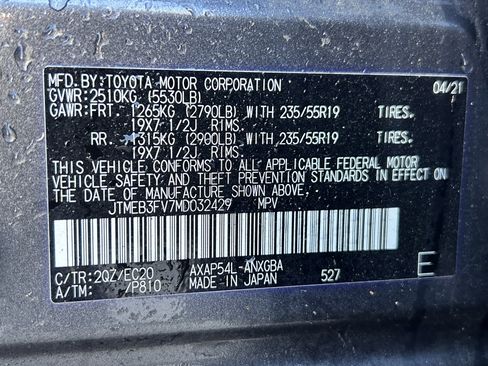 MFD.BY:TOYOTA MOTOR CORPORATION 04/21
GVWR:2510KG (5530LB)
GAWR:FRT. 1265KG (2790LB) WITH 235/55R19 TIRES.
19X7 1/2J RIMS.
RR. 1315KG (2900LB) WITH 235/55R19 TIRES.
19X7 1/2J RIMS.
THIS VEHICLE CONFORMS TO ALL APPLICABLE FEDERAL MOTOR
VEHICLE SAFETY AND THEFT PREVENTION STANDARDS IN EFFECT ON
THE DATE OF MANUFACTURE SHOWN ABOVE.
JTMEB3FV7MD032429 MPV
C/TR:2QZ/EC20 AXAP54L-ANXGBA
A/TM: /P810 MADE IN JAPAN 527 E